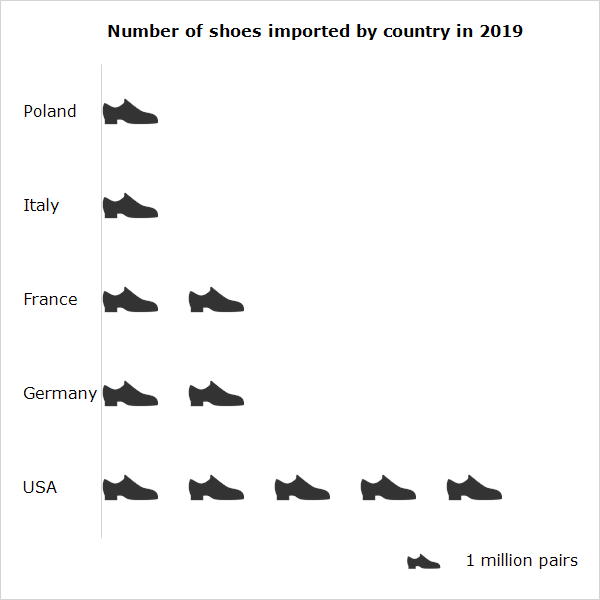 Number of shoes imported by country in 2019
Poland
Italy
France
Germany
USA
1 million pairs